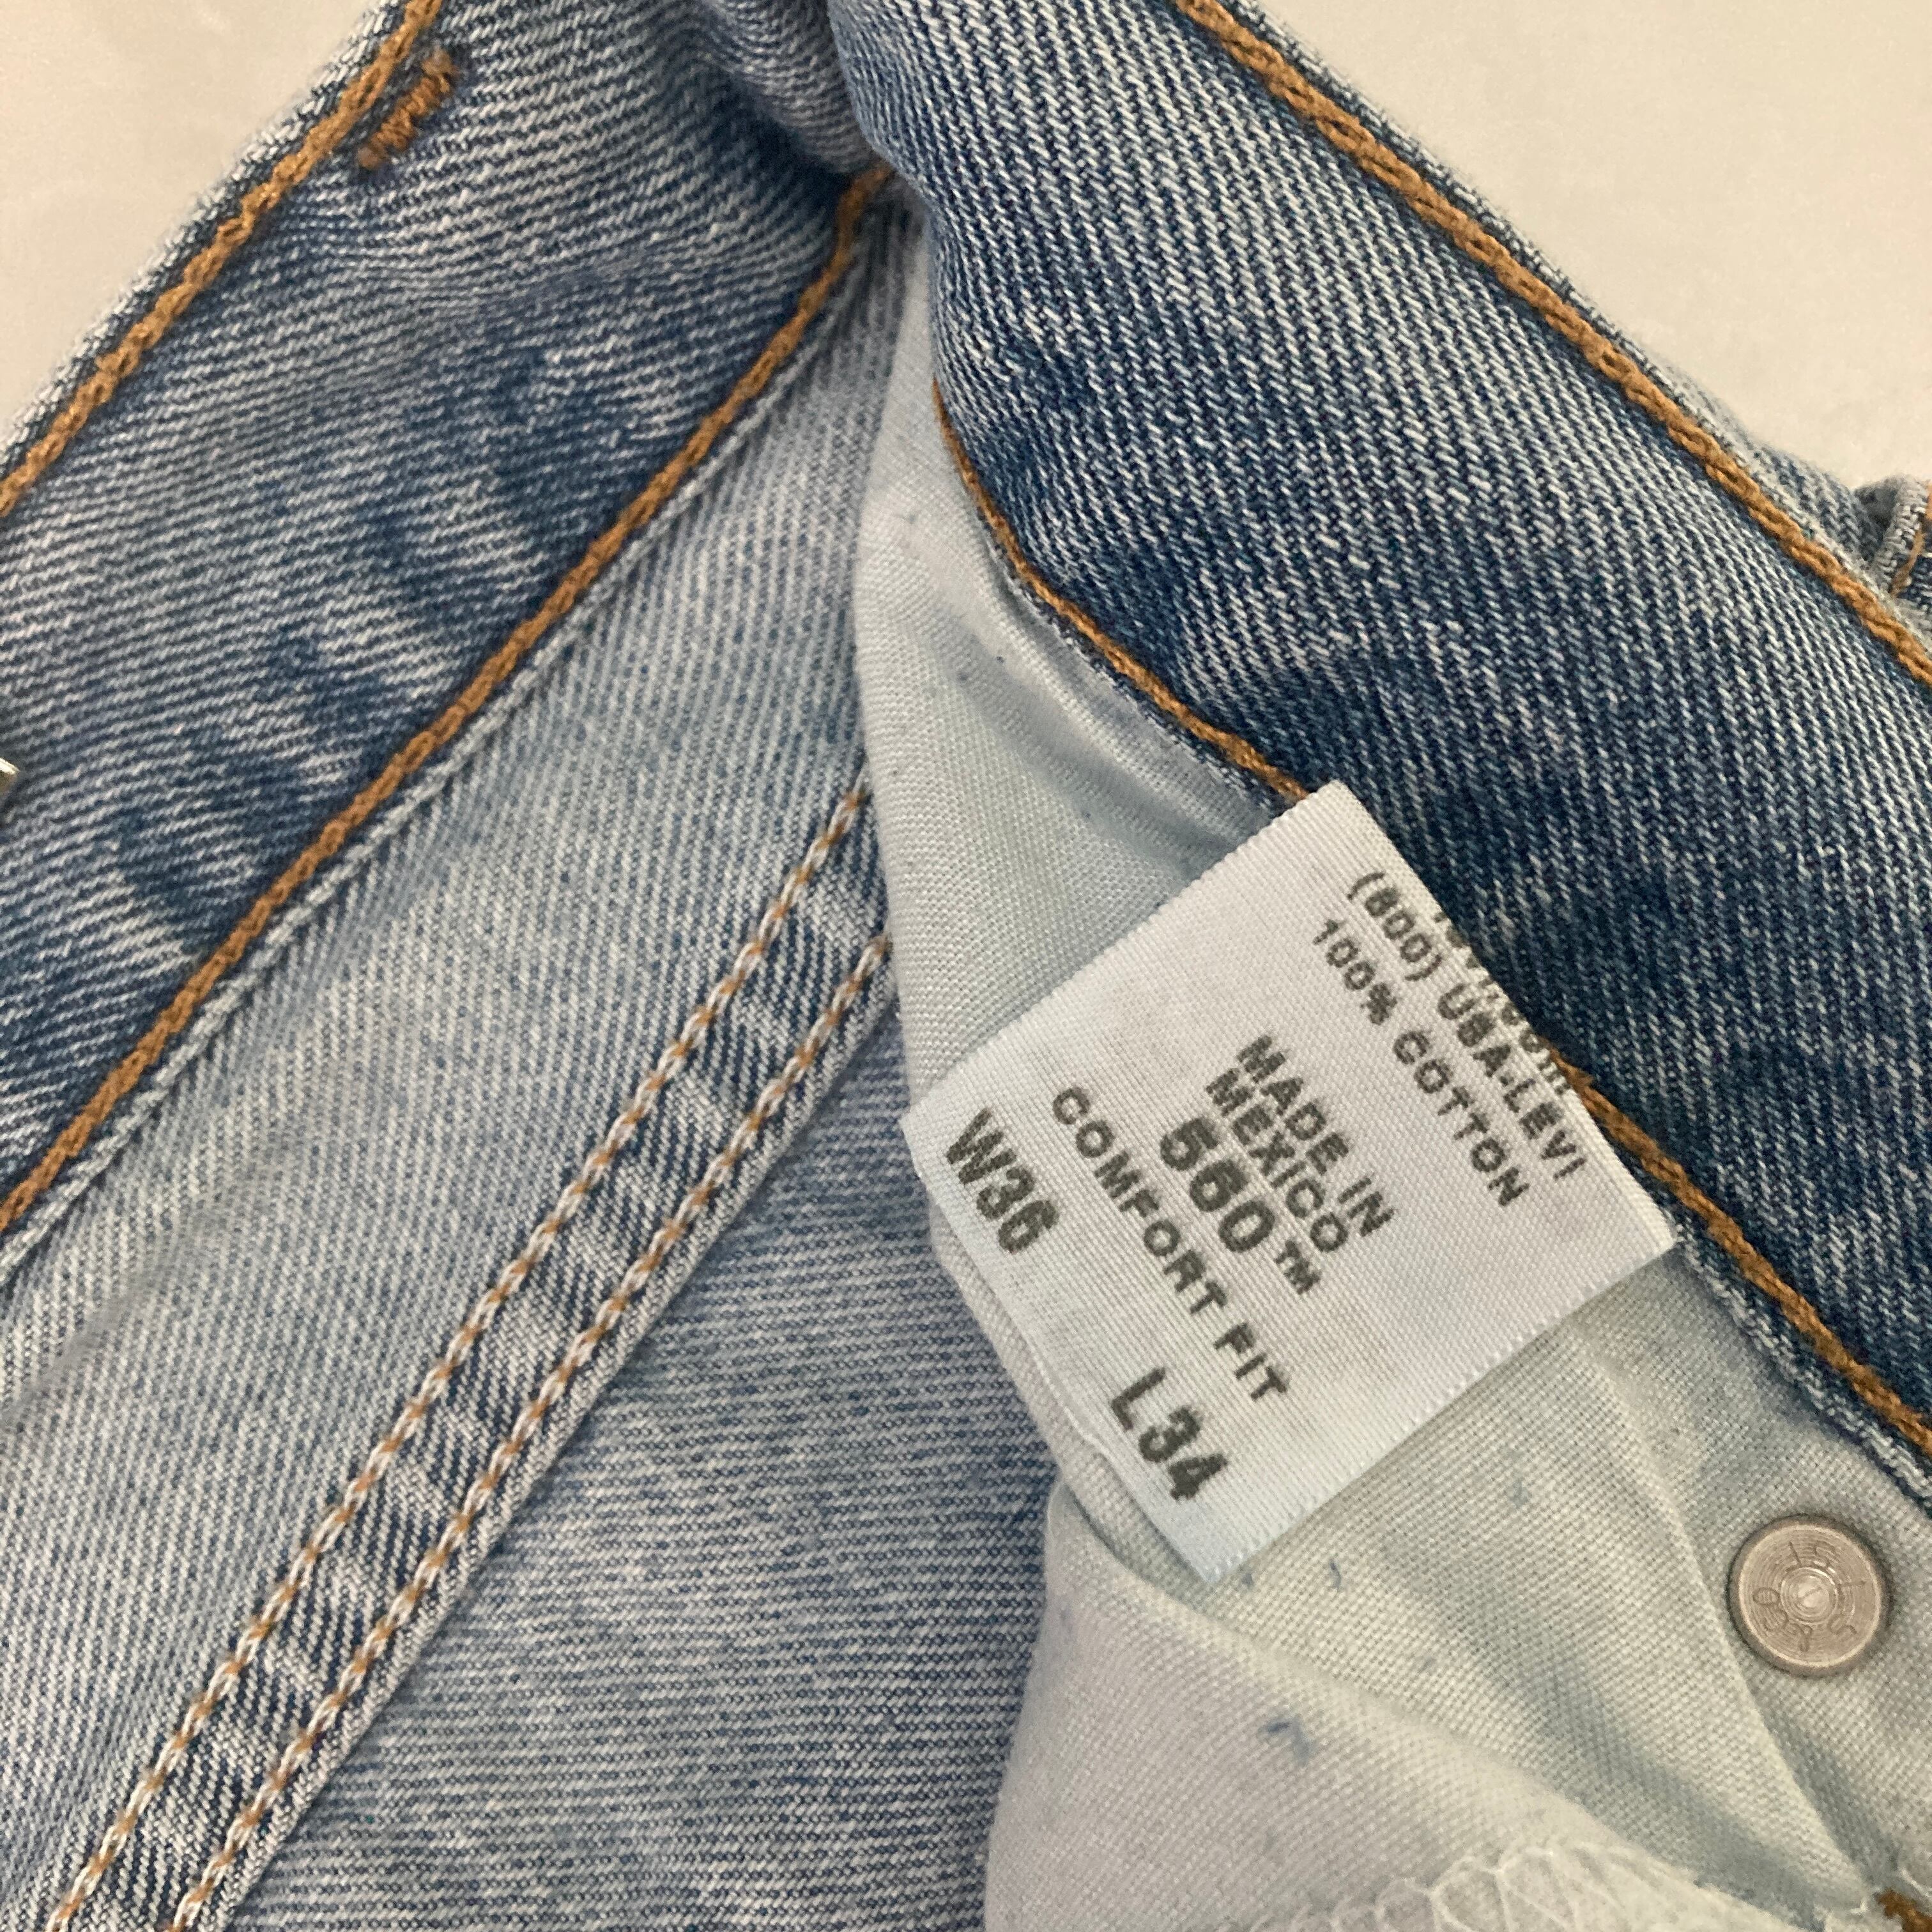 (800) USA-LEVI
100% COTTON
MADE IN
MEXICO
560™
COMFORT FIT
W36 L34